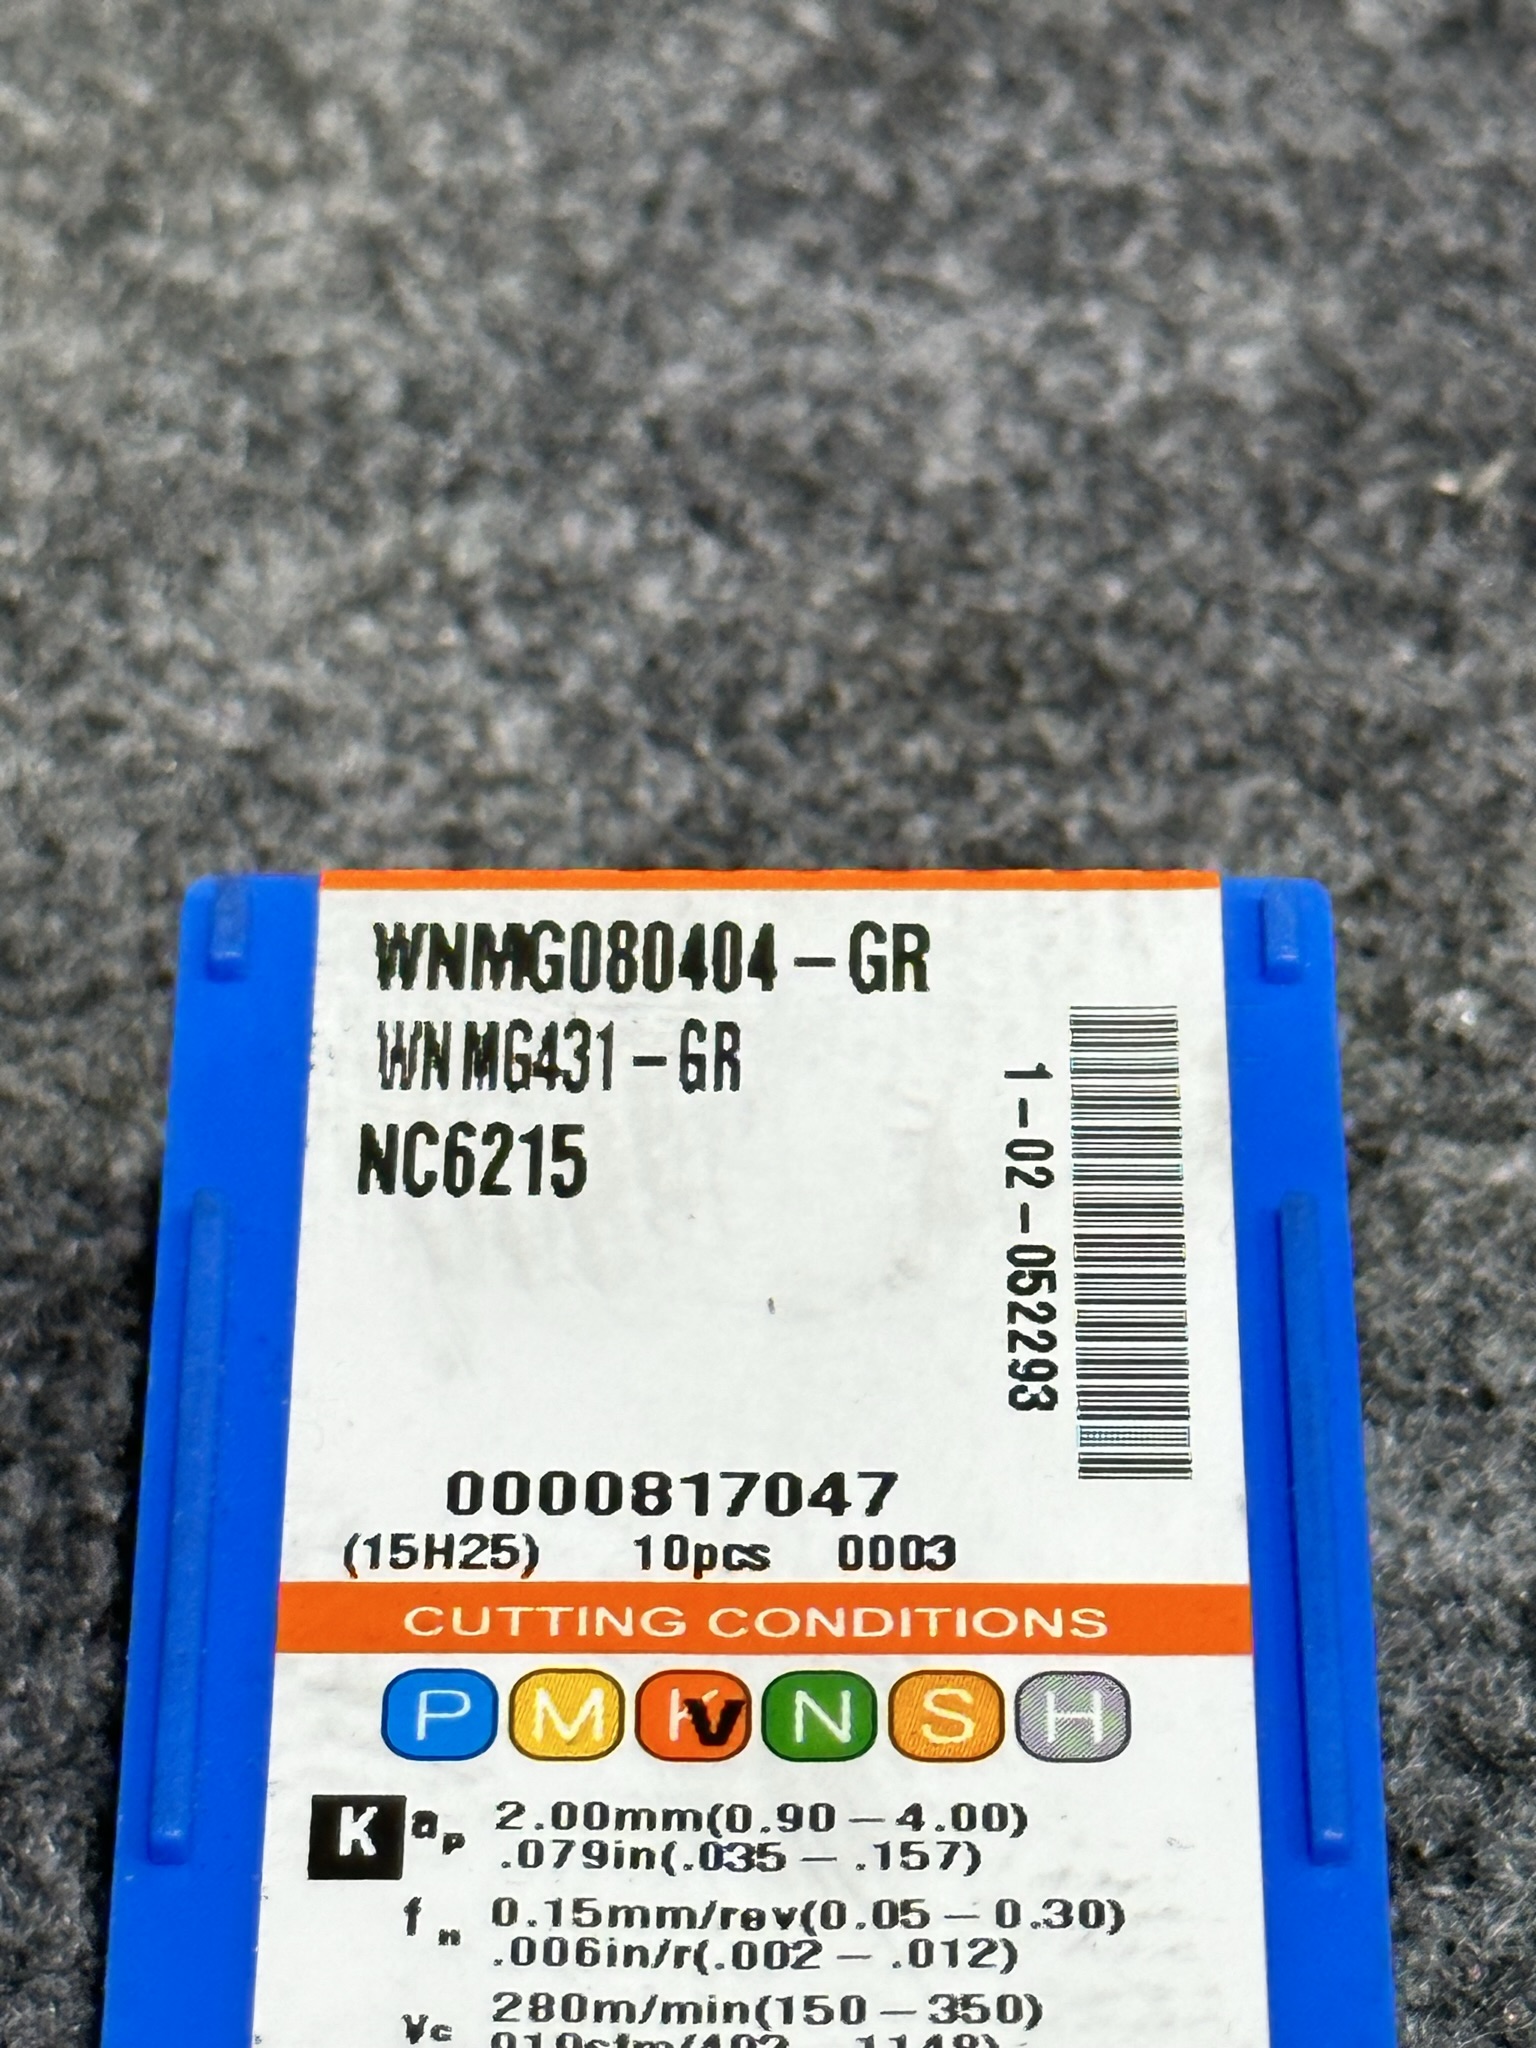 WNMG080404-GR
WNMG431-GR
NC6215
1-02-052293
0000817047
(15H25) 10pcs 0003
CUTTING CONDITIONS
P M K N S H
v
K ap 2.00mm(0.90-4.00)
.079in(.035-.157)
fn 0.15mm/rev(0.05-0.30)
.006in/r(.002-.012)
Vc 280m/min(150-350)